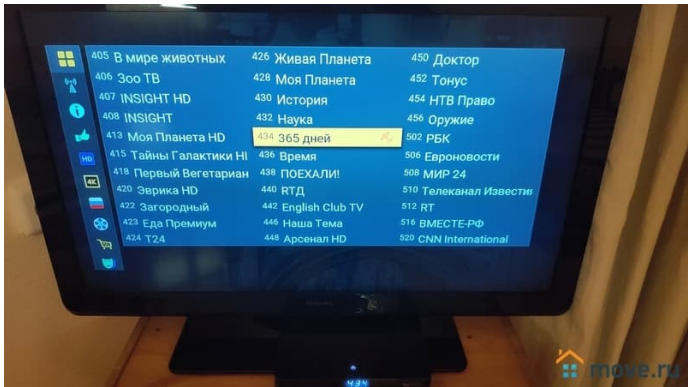 405 В мире животных
406 Зоо ТВ
407 INSIGHT HD
408 INSIGHT
413 Моя Планета HD
415 Тайны Галактики HI
418 Первый Вегетариан
420 Эврика HD
422 Загородный
423 Еда Премиум
424 T24
426 Живая Планета
428 Моя Планета
430 История
432 Наука
434 365 дней
436 Время
438 ПОЕХАЛИ!
440 RTД
442 English Club TV
446 Наша Тема
448 Арсенал HD
450 Доктор
452 Тонус
454 НТВ Право
456 Оружие
502 РБК
506 Евроновости
508 МИР 24
510 Телеканал Известия
512 RT
516 ВМЕСТЕ-РФ
520 CNN International
HD
4K
434
move.ru